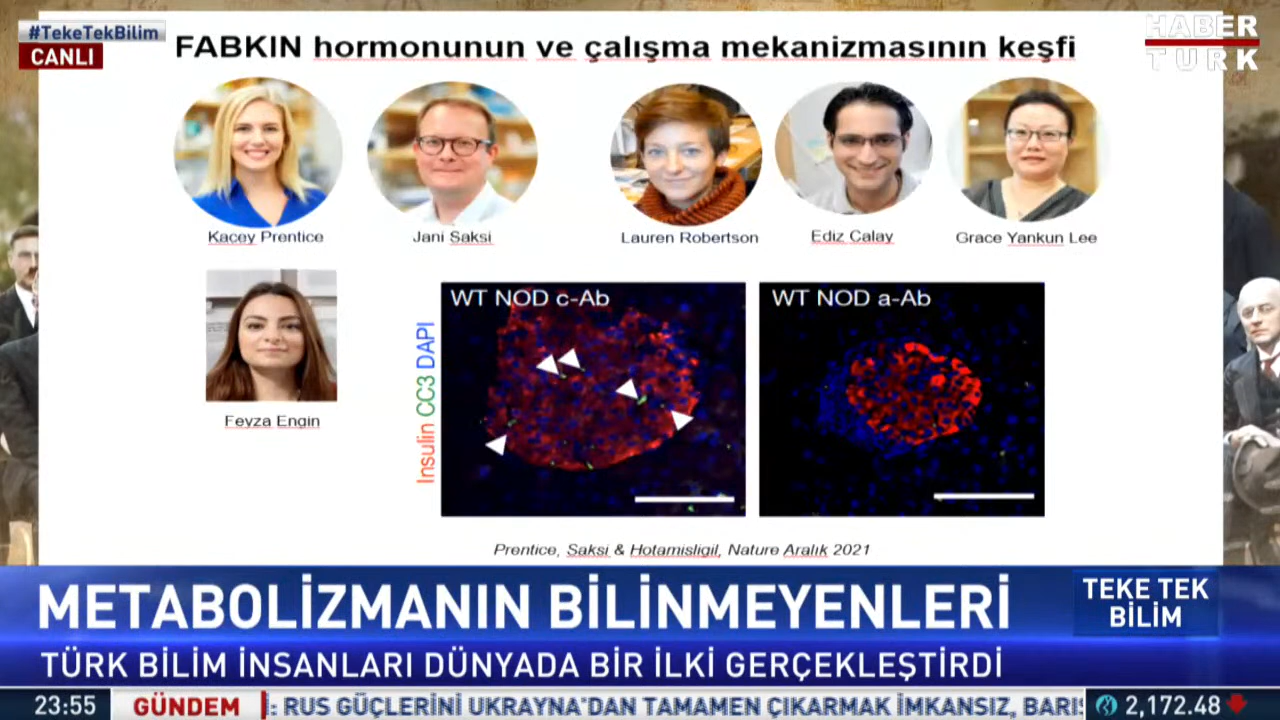 #TekeTekBilim
CANLI
HABER
TÜRK
FABKIN hormonunun ve çalışma mekanizmasının keşfi
Kacey Prentice
Jani Saksi
Lauren Robertson
Ediz Calay
Grace Yankun Lee
Feyza Engin
Insulin CC3 DAPI
WT NOD c-Ab
WT NOD a-Ab
Prentice, Saksi & Hotamisligil, Nature Aralık 2021
METABOLİZMANIN BİLİNMEYENLERİ
TEKE TEK
BİLİM
TÜRK BİLİM İNSANLARI DÜNYADA BİR İLKİ GERÇEKLEŞTİRDİ
23:55
GÜNDEM
: RUS GÜÇLERİNİ UKRAYNA'DAN TAMAMEN ÇIKARMAK İMKANSIZ, BARIŞ
2,172.48